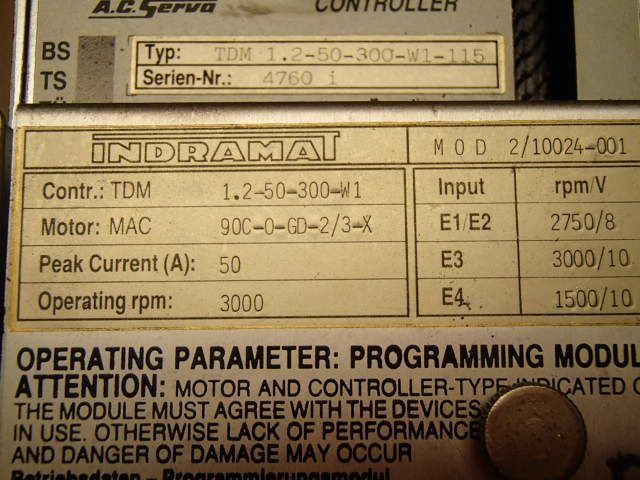 A.C. Servo CONTROLLER
BS
TS
Typ: TDM 1.2-50-300-W1-115
Serien-Nr.: 4760 i
INDRAMAT MOD 2/10024-001
Contr.: TDM 1.2-50-300-W1 Input rpm/V
Motor: MAC 90C-0-GD-2/3-X E1/E2 2750/8
Peak Current (A): 50 E3 3000/10
Operating rpm: 3000 E4 1500/10
OPERATING PARAMETER: PROGRAMMING MODUL
ATTENTION: MOTOR AND CONTROLLER-TYPE INDICATED
THE MODULE MUST AGREE WITH THE DEVICES
IN USE. OTHERWISE LACK OF PERFORMANCE
AND DANGER OF DAMAGE MAY OCCUR
Betriebsdaten - Programmierungsmodul